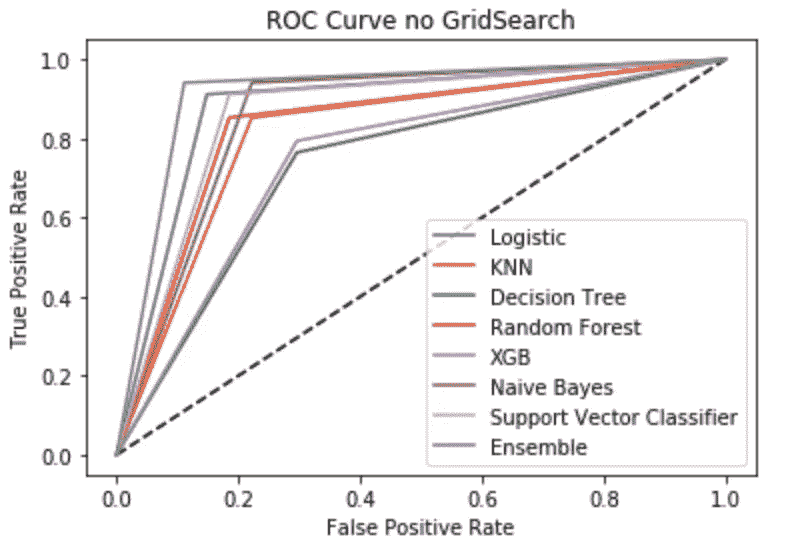 ROC Curve no GridSearch
True Positive Rate
1.0
0.8
0.6
0.4
0.2
0.0
Logistic
KNN
Decision Tree
Random Forest
XGB
Naive Bayes
Support Vector Classifier
Ensemble
0.0 0.2 0.4 0.6 0.8 1.0
False Positive Rate